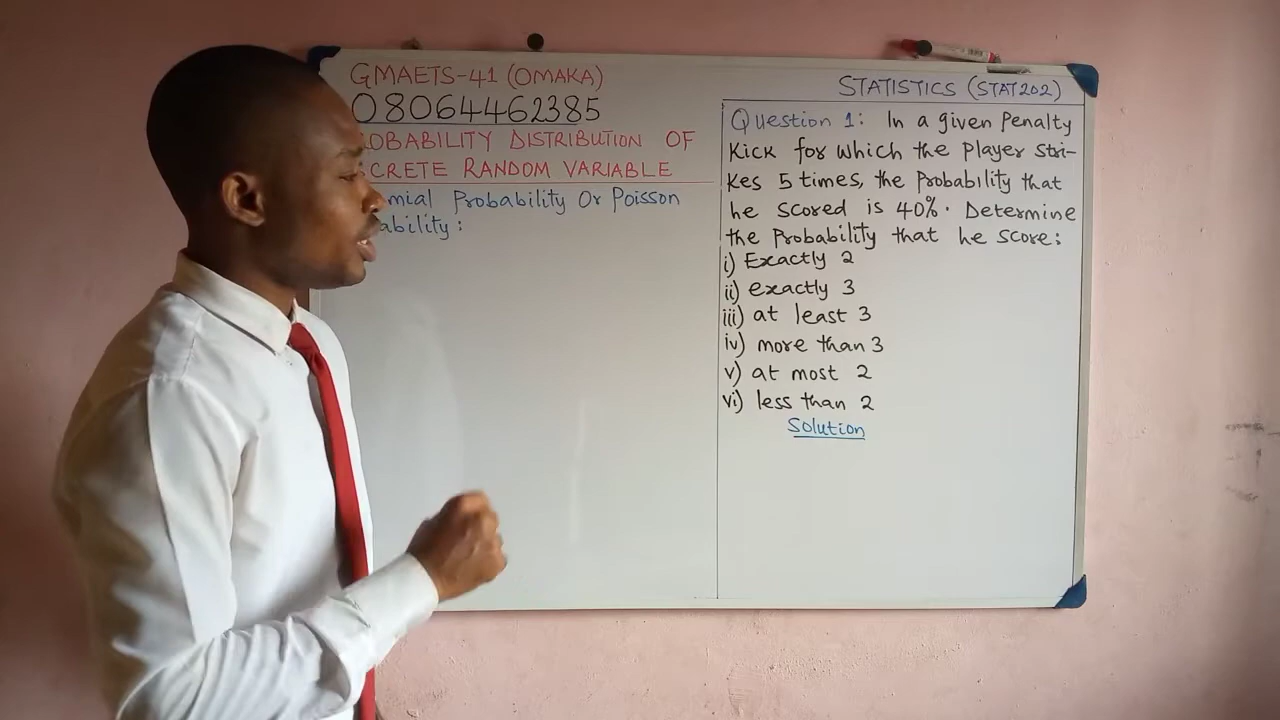 GMAETS-41 (OMAKA)
08064462385
OBABILITY DISTRIBUTION OF
CRETE RANDOM VARIABLE
mial Probability Or Poisson
ability:
STATISTICS (STAT202)
Question 1: In a given Penalty
Kick for which the player stri-
kes 5 times, the Probability that
he scored is 40%. Determine
the Probability that he score:
i) Exactly 2
ii) exactly 3
iii) at least 3
iv) more than 3
v) at most 2
vi) less than 2
Solution